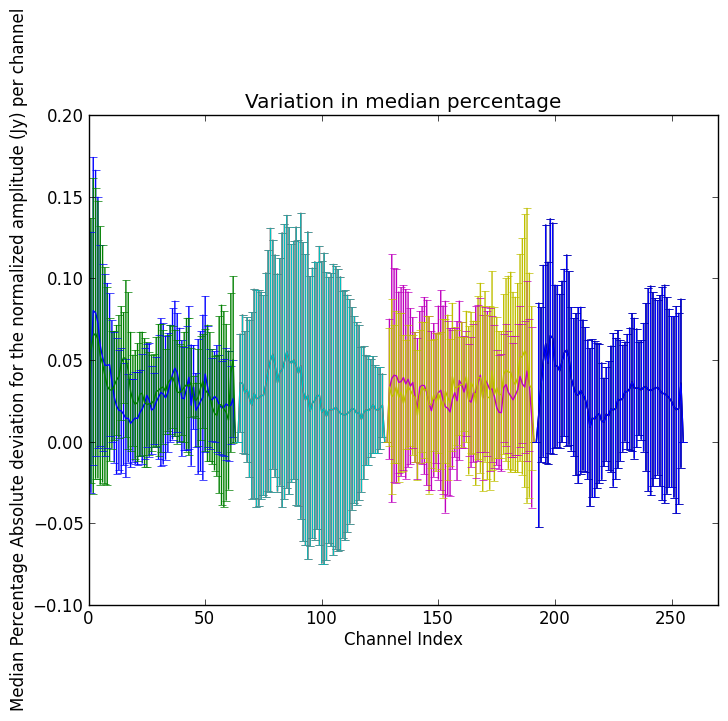 Variation in median percentage
Median Percentage Absolute deviation for the normalized amplitude (Jy) per channel
0.20
0.15
0.10
0.05
0.00
−0.05
−0.10
0 50 100 150 200 250
Channel Index